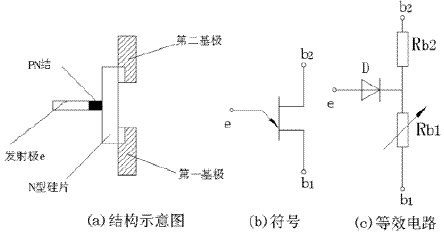 第二基极
PN结
发射极e
N型硅片
第一基极
(a)结构示意图
b2
e
b1
(b)符号
b2
Rb2
D
e
Rb1
b1
(c)等效电路